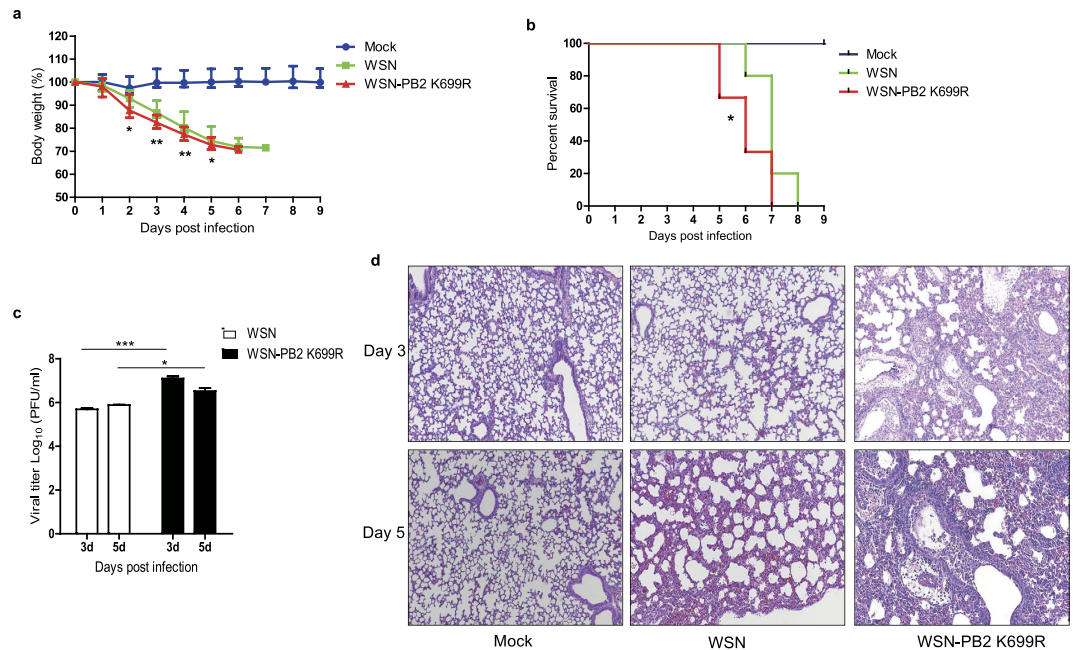 a
Body weight (%)
120
110
100
90
80
70
60
50
0 1 2 3 4 5 6 7 8 9
Days post infection
* ** ** *
Mock
WSN
WSN-PB2 K699R
b
Percent survival
100
80
60
40
20
0
0 1 2 3 4 5 6 7 8 9
Days post infection
*
Mock
WSN
WSN-PB2 K699R
c
WSN
WSN-PB2 K699R
Viral titer Log10 (PFU/ml)
8
6
4
2
0
***
*
3d 5d 3d 5d
Days post infection
d
Day 3
Day 5
Mock WSN WSN-PB2 K699R